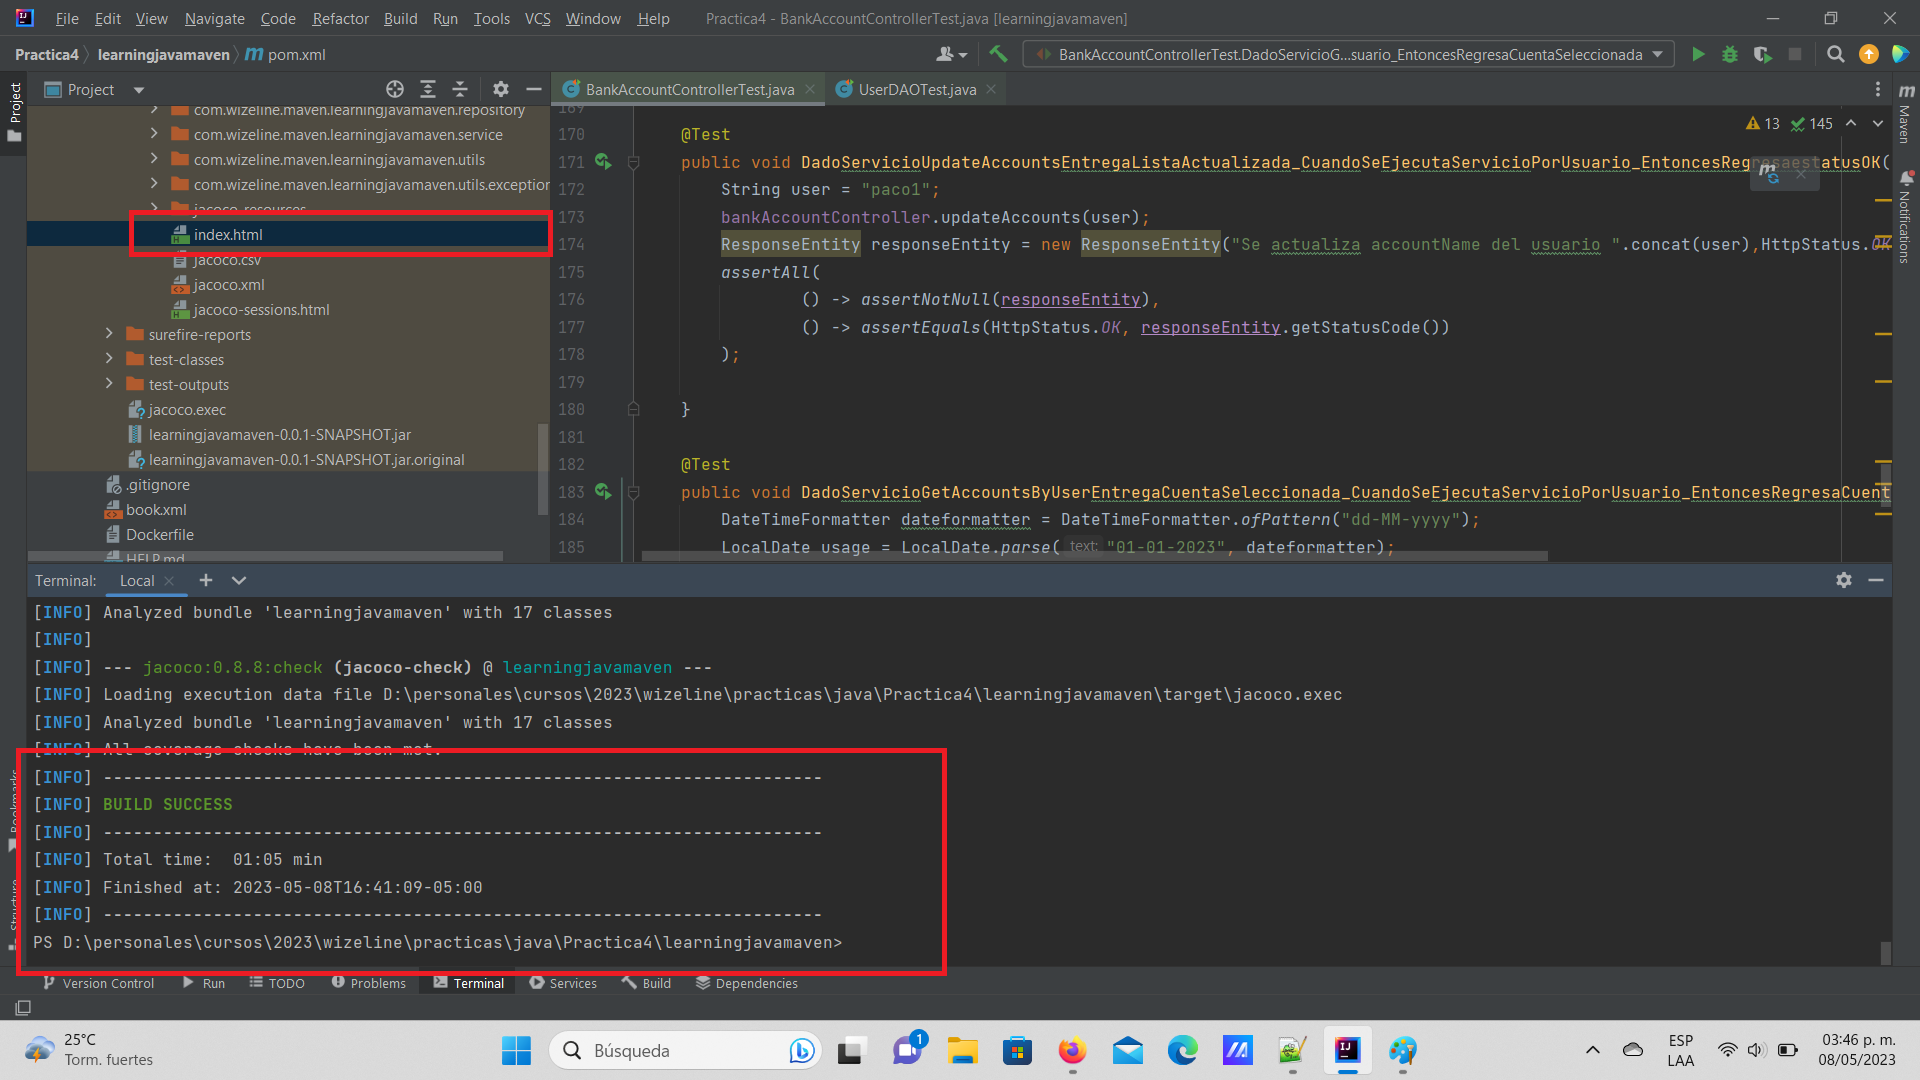 File Edit View Navigate Code Refactor Build Run Tools VCS Window Help Practica4 - BankAccountControllerTest.java [learningjavamaven]
Practica4 learningjavamaven m pom.xml BankAccountControllerTest.DadoServicioG...suario_EntoncesRegresaCuentaSeleccionada
Project
BankAccountControllerTest.java
UserDAOTest.java
Project
com.wizeline.maven.learningjavamaven.repository
com.wizeline.maven.learningjavamaven.service
com.wizeline.maven.learningjavamaven.utils
com.wizeline.maven.learningjavamaven.utils.exception
jacoco-resources
index.html
jacoco.csv
jacoco.xml
jacoco-sessions.html
surefire-reports
test-classes
test-outputs
jacoco.exec
learningjavamaven-0.0.1-SNAPSHOT.jar
learningjavamaven-0.0.1-SNAPSHOT.jar.original
.gitignore
book.xml
Dockerfile
HELP.md
13 145
169
170 @Test
171 public void DadoServicioUpdateAccountsEntregaListaActualizada_CuandoSeEjecutaServicioPorUsuario_EntoncesRegresaestatusOK(
172 String user = "paco1";
173 bankAccountController.updateAccounts(user);
174 ResponseEntity responseEntity = new ResponseEntity("Se actualiza accountName del usuario ".concat(user),HttpStatus.OK
175 assertAll(
176 () -> assertNotNull(responseEntity),
177 () -> assertEquals(HttpStatus.OK, responseEntity.getStatusCode())
178 );
179
180 }
181
182 @Test
183 public void DadoServicioGetAccountsByUserEntregaCuentaSeleccionada_CuandoSeEjecutaServicioPorUsuario_EntoncesRegresaCuent
184 DateTimeFormatter dateformatter = DateTimeFormatter.ofPattern("dd-MM-yyyy");
185 LocalDate usage = LocalDate.parse( text: "01-01-2023", dateformatter);
m Maven
Notifications
Terminal: Local
[INFO] Analyzed bundle 'learningjavamaven' with 17 classes
[INFO]
[INFO] --- jacoco:0.8.8:check (jacoco-check) @ learningjavamaven ---
[INFO] Loading execution data file D:\personales\cursos\2023\wizeline\practicas\java\Practica4\learningjavamaven\target\jacoco.exec
[INFO] Analyzed bundle 'learningjavamaven' with 17 classes
[INFO] All coverage checks have been met.
[INFO] ------------------------------------------------------------------------
[INFO] BUILD SUCCESS
[INFO] ------------------------------------------------------------------------
[INFO] Total time:  01:05 min
[INFO] Finished at: 2023-05-08T16:41:09-05:00
[INFO] ------------------------------------------------------------------------
PS D:\personales\cursos\2023\wizeline\practicas\java\Practica4\learningjavamaven>
Bookmarks
Structure
Version Control Run TODO Problems Terminal Services Build Dependencies
25°C
Torm. fuertes
Búsqueda
1
ESP
LAA
03:46 p. m.
08/05/2023